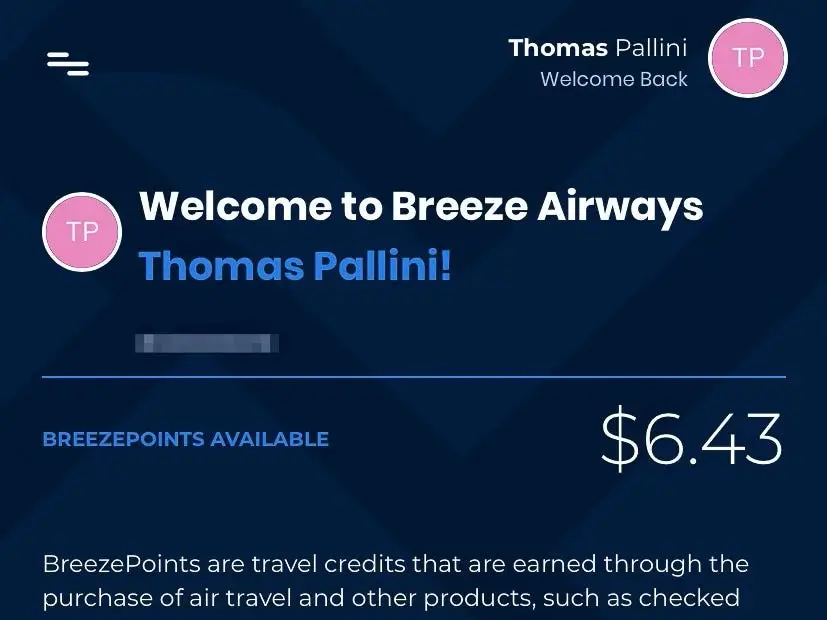 Thomas Pallini
Welcome Back
TP
TP
Welcome to Breeze Airways
Thomas Pallini!
BREEZEPOINTS AVAILABLE
$6.43
BreezePoints are travel credits that are earned through the
purchase of air travel and other products, such as checked